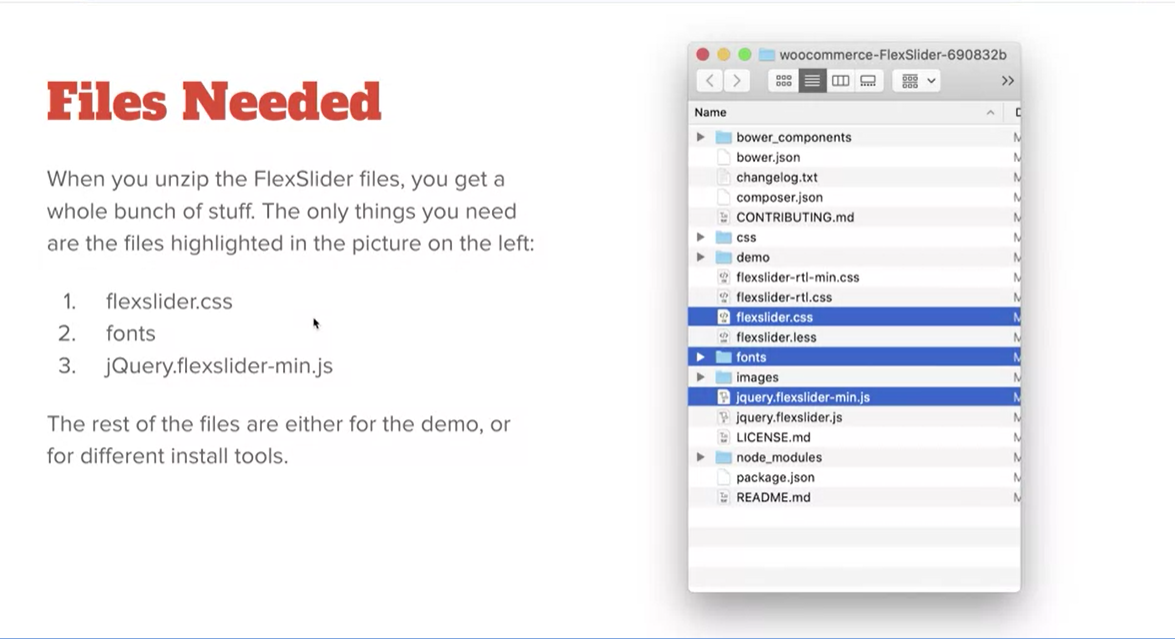 Files Needed
When you unzip the FlexSlider files, you get a
whole bunch of stuff. The only things you need
are the files highlighted in the picture on the left:
1. flexslider.css
2. fonts
3. jQuery.flexslider-min.js
The rest of the files are either for the demo, or
for different install tools.
woocommerce-FlexSlider-690832b
Name
bower_components
bower.json
changelog.txt
composer.json
CONTRIBUTING.md
css
demo
flexslider-rtl-min.css
flexslider-rtl.css
flexslider.css
flexslider.less
fonts
images
jquery.flexslider-min.js
jquery.flexslider.js
LICENSE.md
node_modules
package.json
README.md